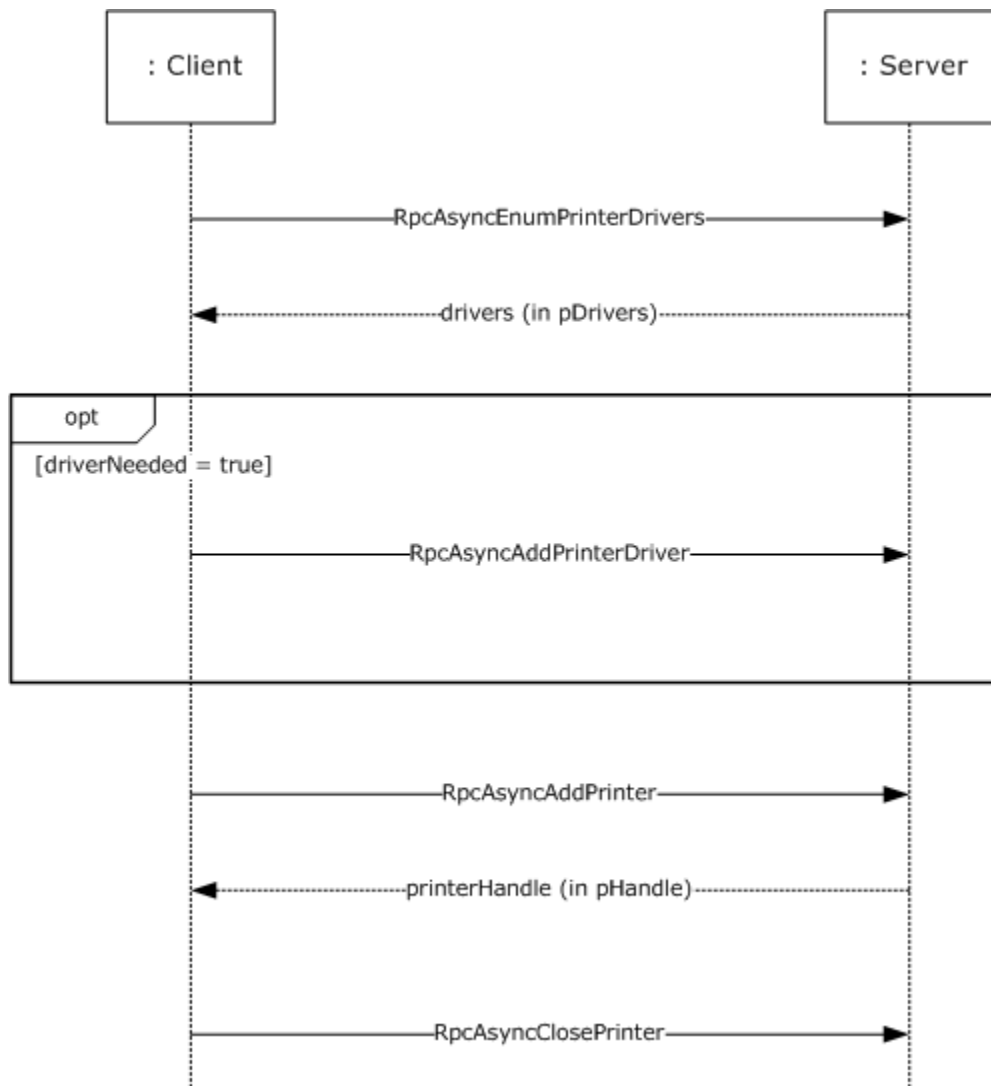 : Client
: Server
RpcAsyncEnumPrinterDrivers
drivers (in pDrivers)
opt
[driverNeeded = true]
RpcAsyncAddPrinterDriver
RpcAsyncAddPrinter
printerHandle (in pHandle)
RpcAsyncClosePrinter